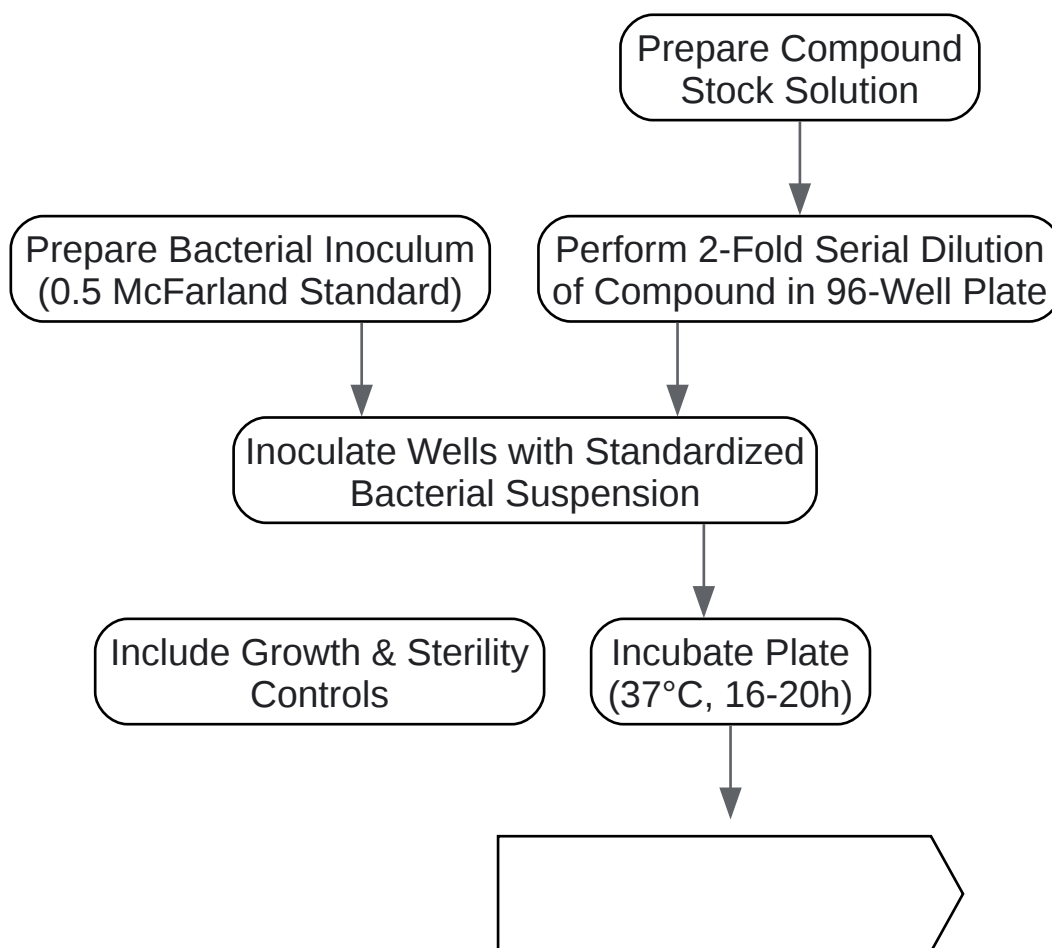 Prepare Compound
Stock Solution
Prepare Bacterial Inoculum
(0.5 McFarland Standard)
Perform 2-Fold Serial Dilution
of Compound in 96-Well Plate
Inoculate Wells with Standardized
Bacterial Suspension
Include Growth & Sterility
Controls
Incubate Plate
(37°C, 16-20h)